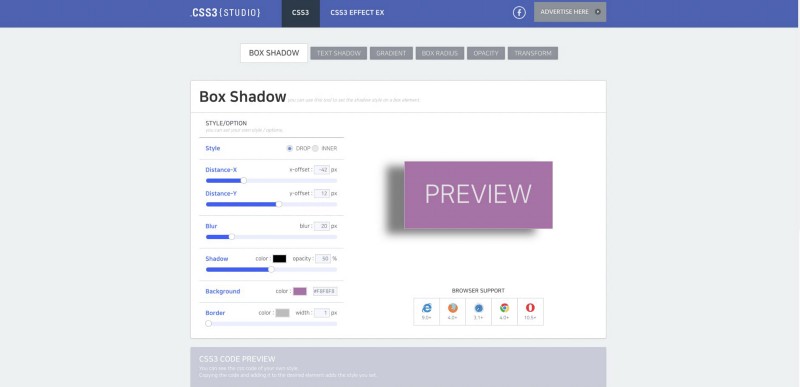 .CSS3{STUDIO}
CSS3
CSS3 EFFECT EX
ADVERTISE HERE
BOX SHADOW
TEXT SHADOW
GRADIENT
BOX RADIUS
OPACITY
TRANSFORM
Box Shadow you can use this tool to set the shadow style on a box element.
STYLE/OPTION
you can set your own style / options.
Style DROP INNER
Distance-X x-offset : -42 px
Distance-Y y-offset : 12 px
Blur blur : 20 px
Shadow color : opacity : 50 %
Background color :
Border color : width : 1 px
PREVIEW
BROWSER SUPPORT
9.0+ 4.0+ 3.1+ 4.0+ 10.5+
CSS3 CODE PREVIEW
You can see the css code of your own style.
Copying the code and adding it to the desired element adds the style you set.